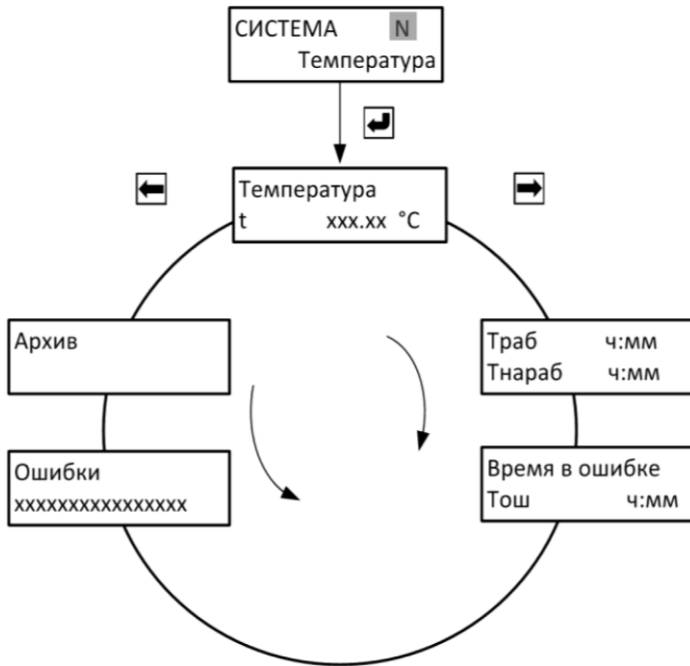 СИСТЕМА N
Температура
Температура
t xxx.xx °C
Архив
Траб ч:мм
Тнараб ч:мм
Ошибки
xxxxxxxxxxxxxxxx
Время в ошибке
Тош ч:мм